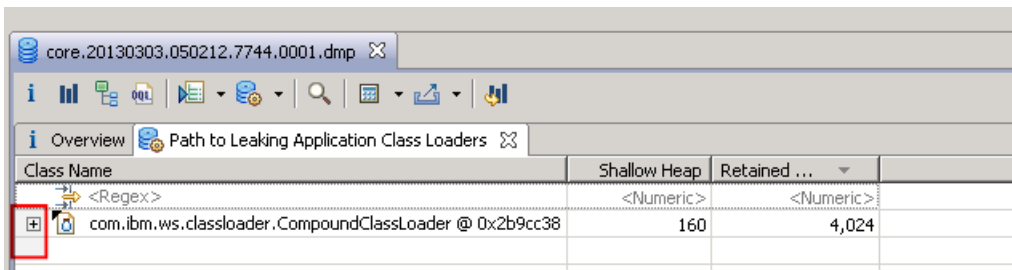 core.20130303.050212.7744.0001.dmp
i OQL
i Overview Path to Leaking Application Class Loaders
Class Name Shallow Heap Retained ...
<Regex> <Numeric> <Numeric>
com.ibm.ws.classloader.CompoundClassLoader @ 0x2b9cc38 160 4,024